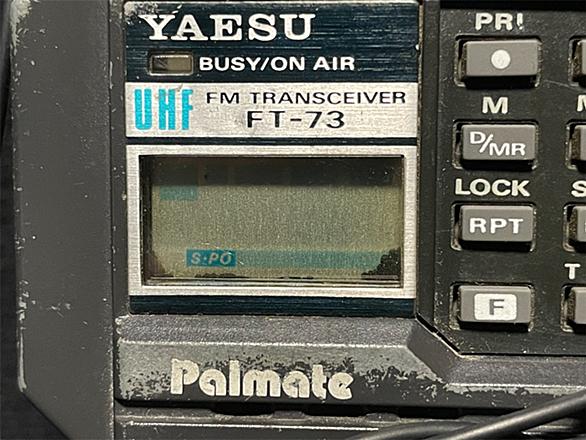 YAESU
BUSY/ON AIR
UHF FM TRANSCEIVER
FT-73
S·PO
Palmate
PRI
M
D/MR
LOCK
RPT
F